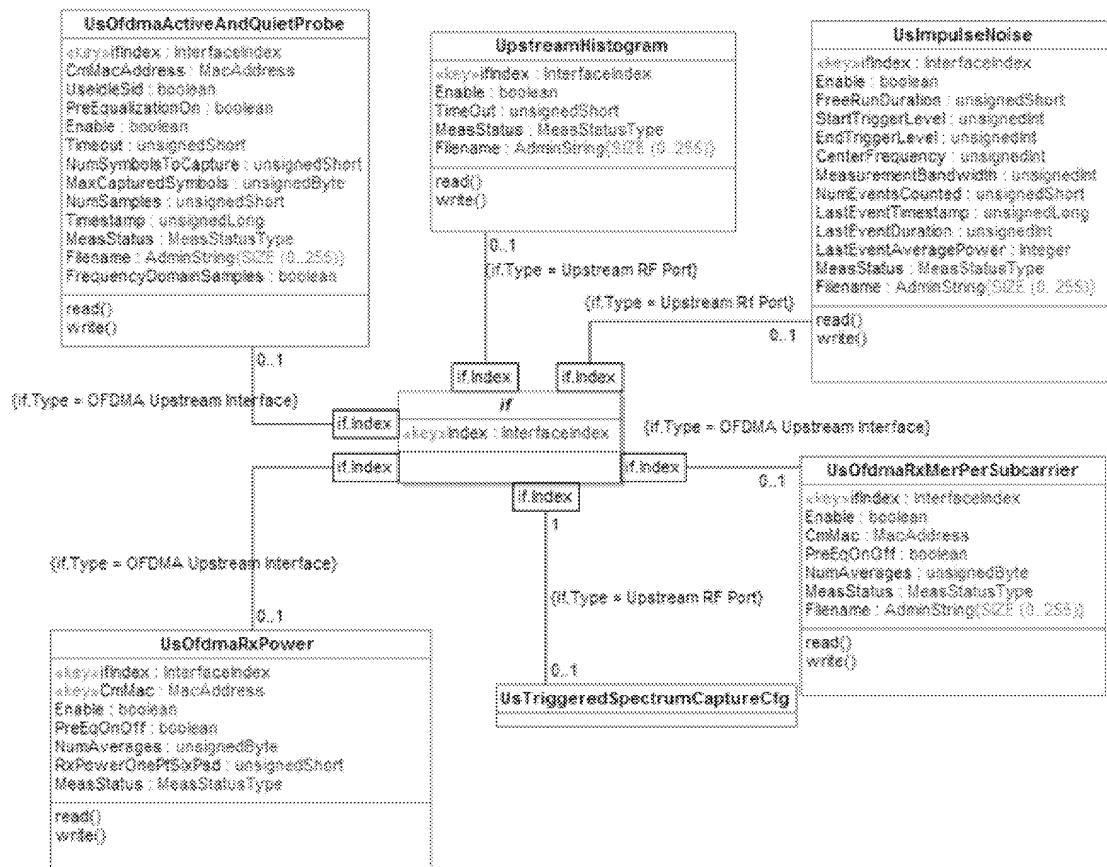 UsOfdmaActiveAndQuietProbe
«key»ifIndex : InterfaceIndex
CmMacAddress : MacAddress
UseIdleSid : boolean
PreEqualizationOn : boolean
Enable : boolean
Timeout : unsignedShort
NumSymbolsToCapture : unsignedShort
MaxCapturedSymbols : unsignedByte
NumSamples : unsignedShort
Timestamp : unsignedLong
MeasStatus : MeasStatusType
Filename : AdminString{SIZE (0..255)}
FrequencyDomainSamples : boolean
read()
write()
0..1
{if.Type = OFDMA Upstream Interface}
UpstreamHistogram
«key»ifIndex : InterfaceIndex
Enable : boolean
TimeOut : unsignedShort
MeasStatus : MeasStatusType
Filename : AdminString{SIZE (0..255)}
read()
write()
0..1
{if.Type = Upstream RF Port}
UsImpulseNoise
«key»ifIndex : InterfaceIndex
Enable : boolean
FreeRunDuration : unsignedShort
StartTriggerLevel : unsignedInt
EndTriggerLevel : unsignedInt
CenterFrequency : unsignedInt
MeasurementBandwidth : unsignedInt
NumEventsCounted : unsignedShort
LastEventTimestamp : unsignedLong
LastEventDuration : unsignedInt
LastEventAveragePower : Integer
MeasStatus : MeasStatusType
Filename : AdminString{SIZE (0..255)}
read()
write()
{if.Type = Upstream Rf Port}
0..1
if.Index
if.Index
if
if.Index
«key»Index : InterfaceIndex
if.Index
if.Index
if.Index
1
{if.Type = OFDMA Upstream Interface}
0..1
UsOfdmaRxMerPerSubcarrier
«key»ifIndex : InterfaceIndex
Enable : boolean
CmMac : MacAddress
PreEqOnOff : boolean
NumAverages : unsignedByte
MeasStatus : MeasStatusType
Filename : AdminString{SIZE (0..255)}
read()
write()
{if.Type = OFDMA Upstream Interface}
0..1
UsOfdmaRxPower
«key»ifIndex : InterfaceIndex
«key»CmMac : MacAddress
Enable : boolean
PreEqOnOff : boolean
NumAverages : unsignedByte
RxPowerOnePtSixPsd : unsignedShort
MeasStatus : MeasStatusType
read()
write()
{if.Type = Upstream RF Port}
0..1
UsTriggeredSpectrumCaptureCfg